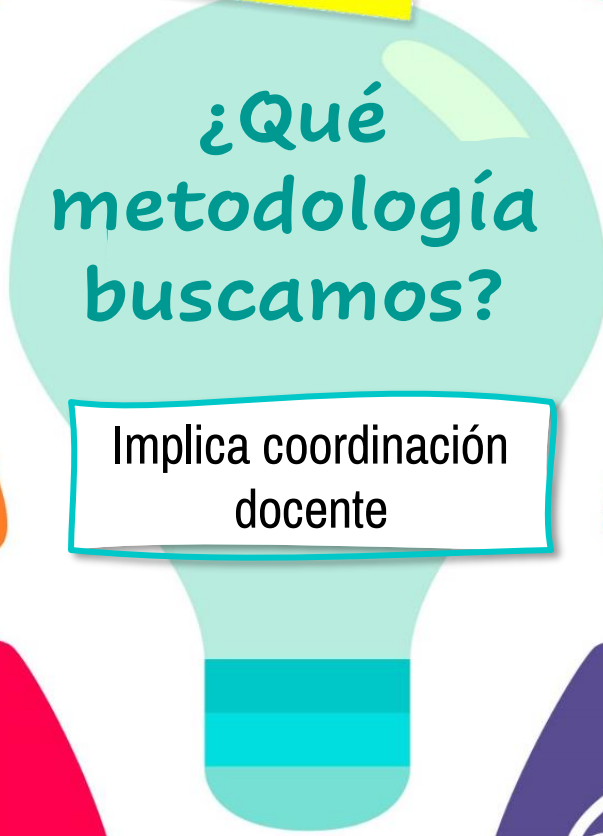 ¿Qué
metodología
buscamos?
Implica coordinación
docente